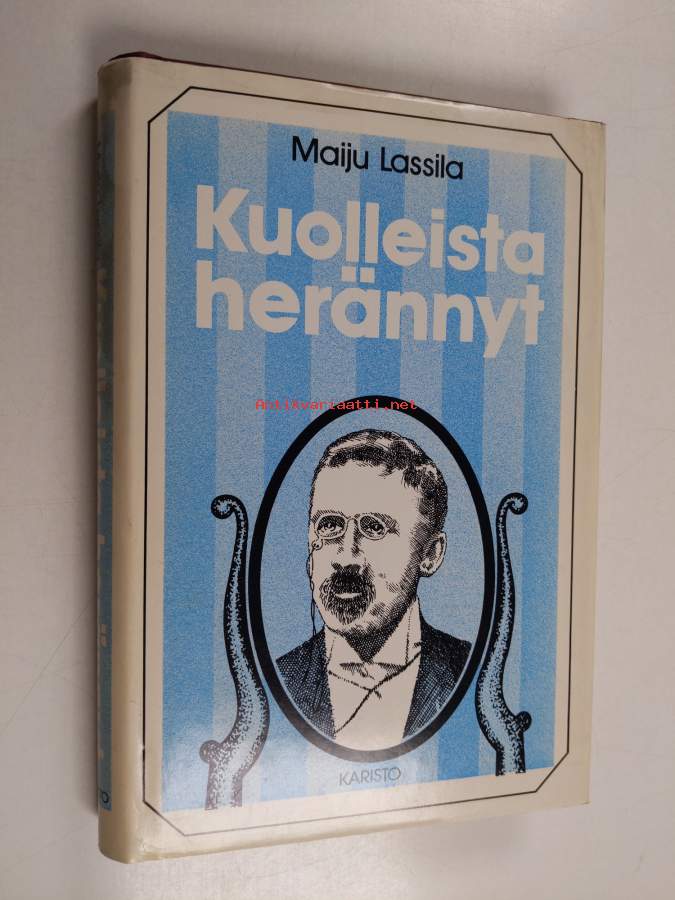 Maiju Lassila
Kuolleista
herännyt
Antikvariaatti.net
KARISTO